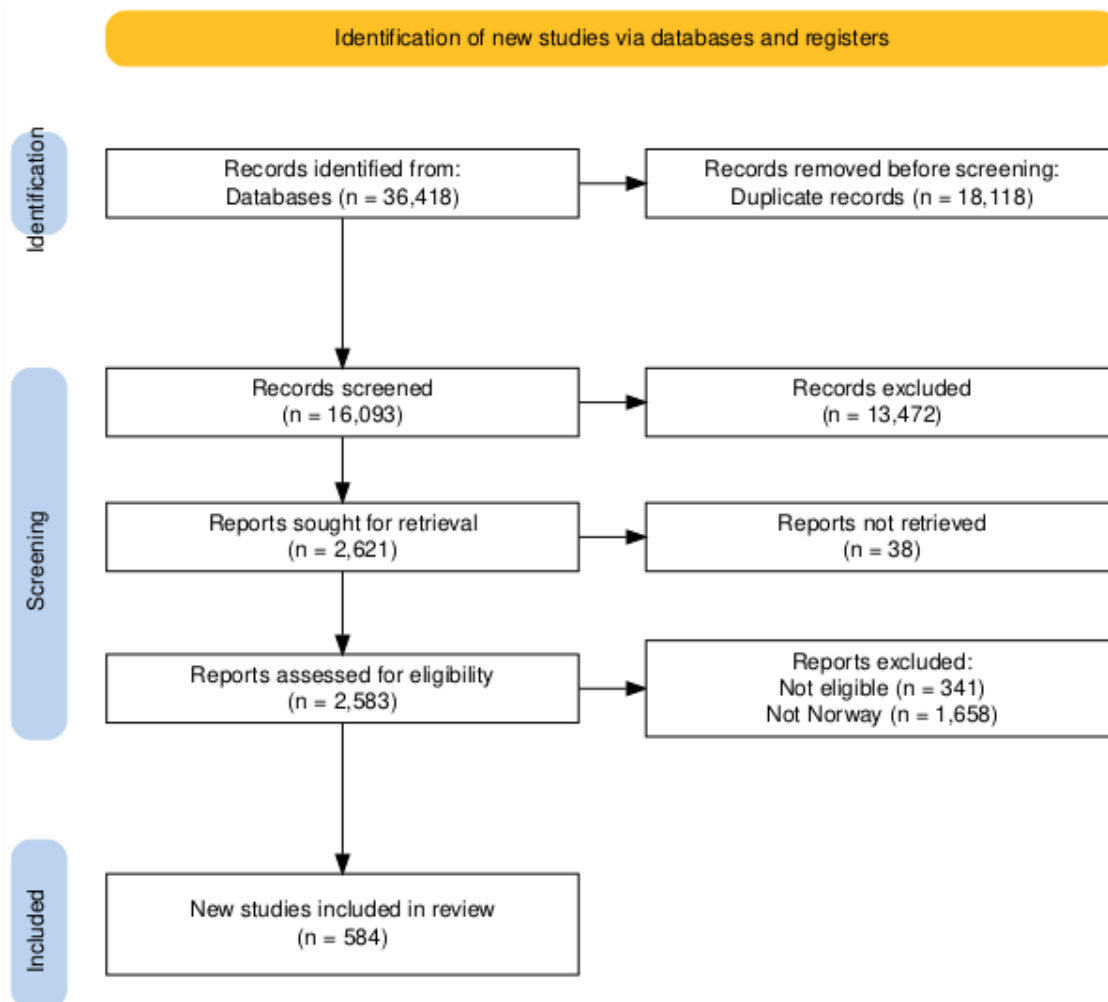 Identification of new studies via databases and registers
Identification
Records identified from:
Databases (n = 36,418)
Records removed before screening:
Duplicate records (n = 18,118)
Screening
Records screened
(n = 16,093)
Records excluded
(n = 13,472)
Reports sought for retrieval
(n = 2,621)
Reports not retrieved
(n = 38)
Reports assessed for eligibility
(n = 2,583)
Reports excluded:
Not eligible (n = 341)
Not Norway (n = 1,658)
Included
New studies included in review
(n = 584)